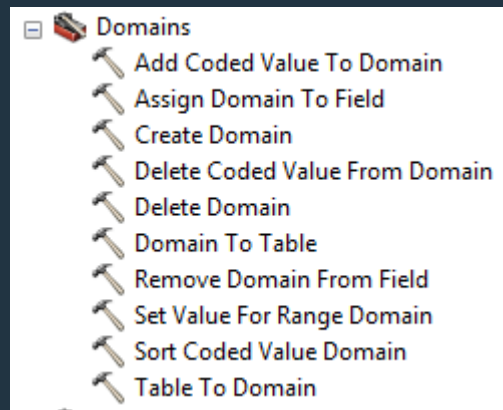 Domains
Add Coded Value To Domain
Assign Domain To Field
Create Domain
Delete Coded Value From Domain
Delete Domain
Domain To Table
Remove Domain From Field
Set Value For Range Domain
Sort Coded Value Domain
Table To Domain